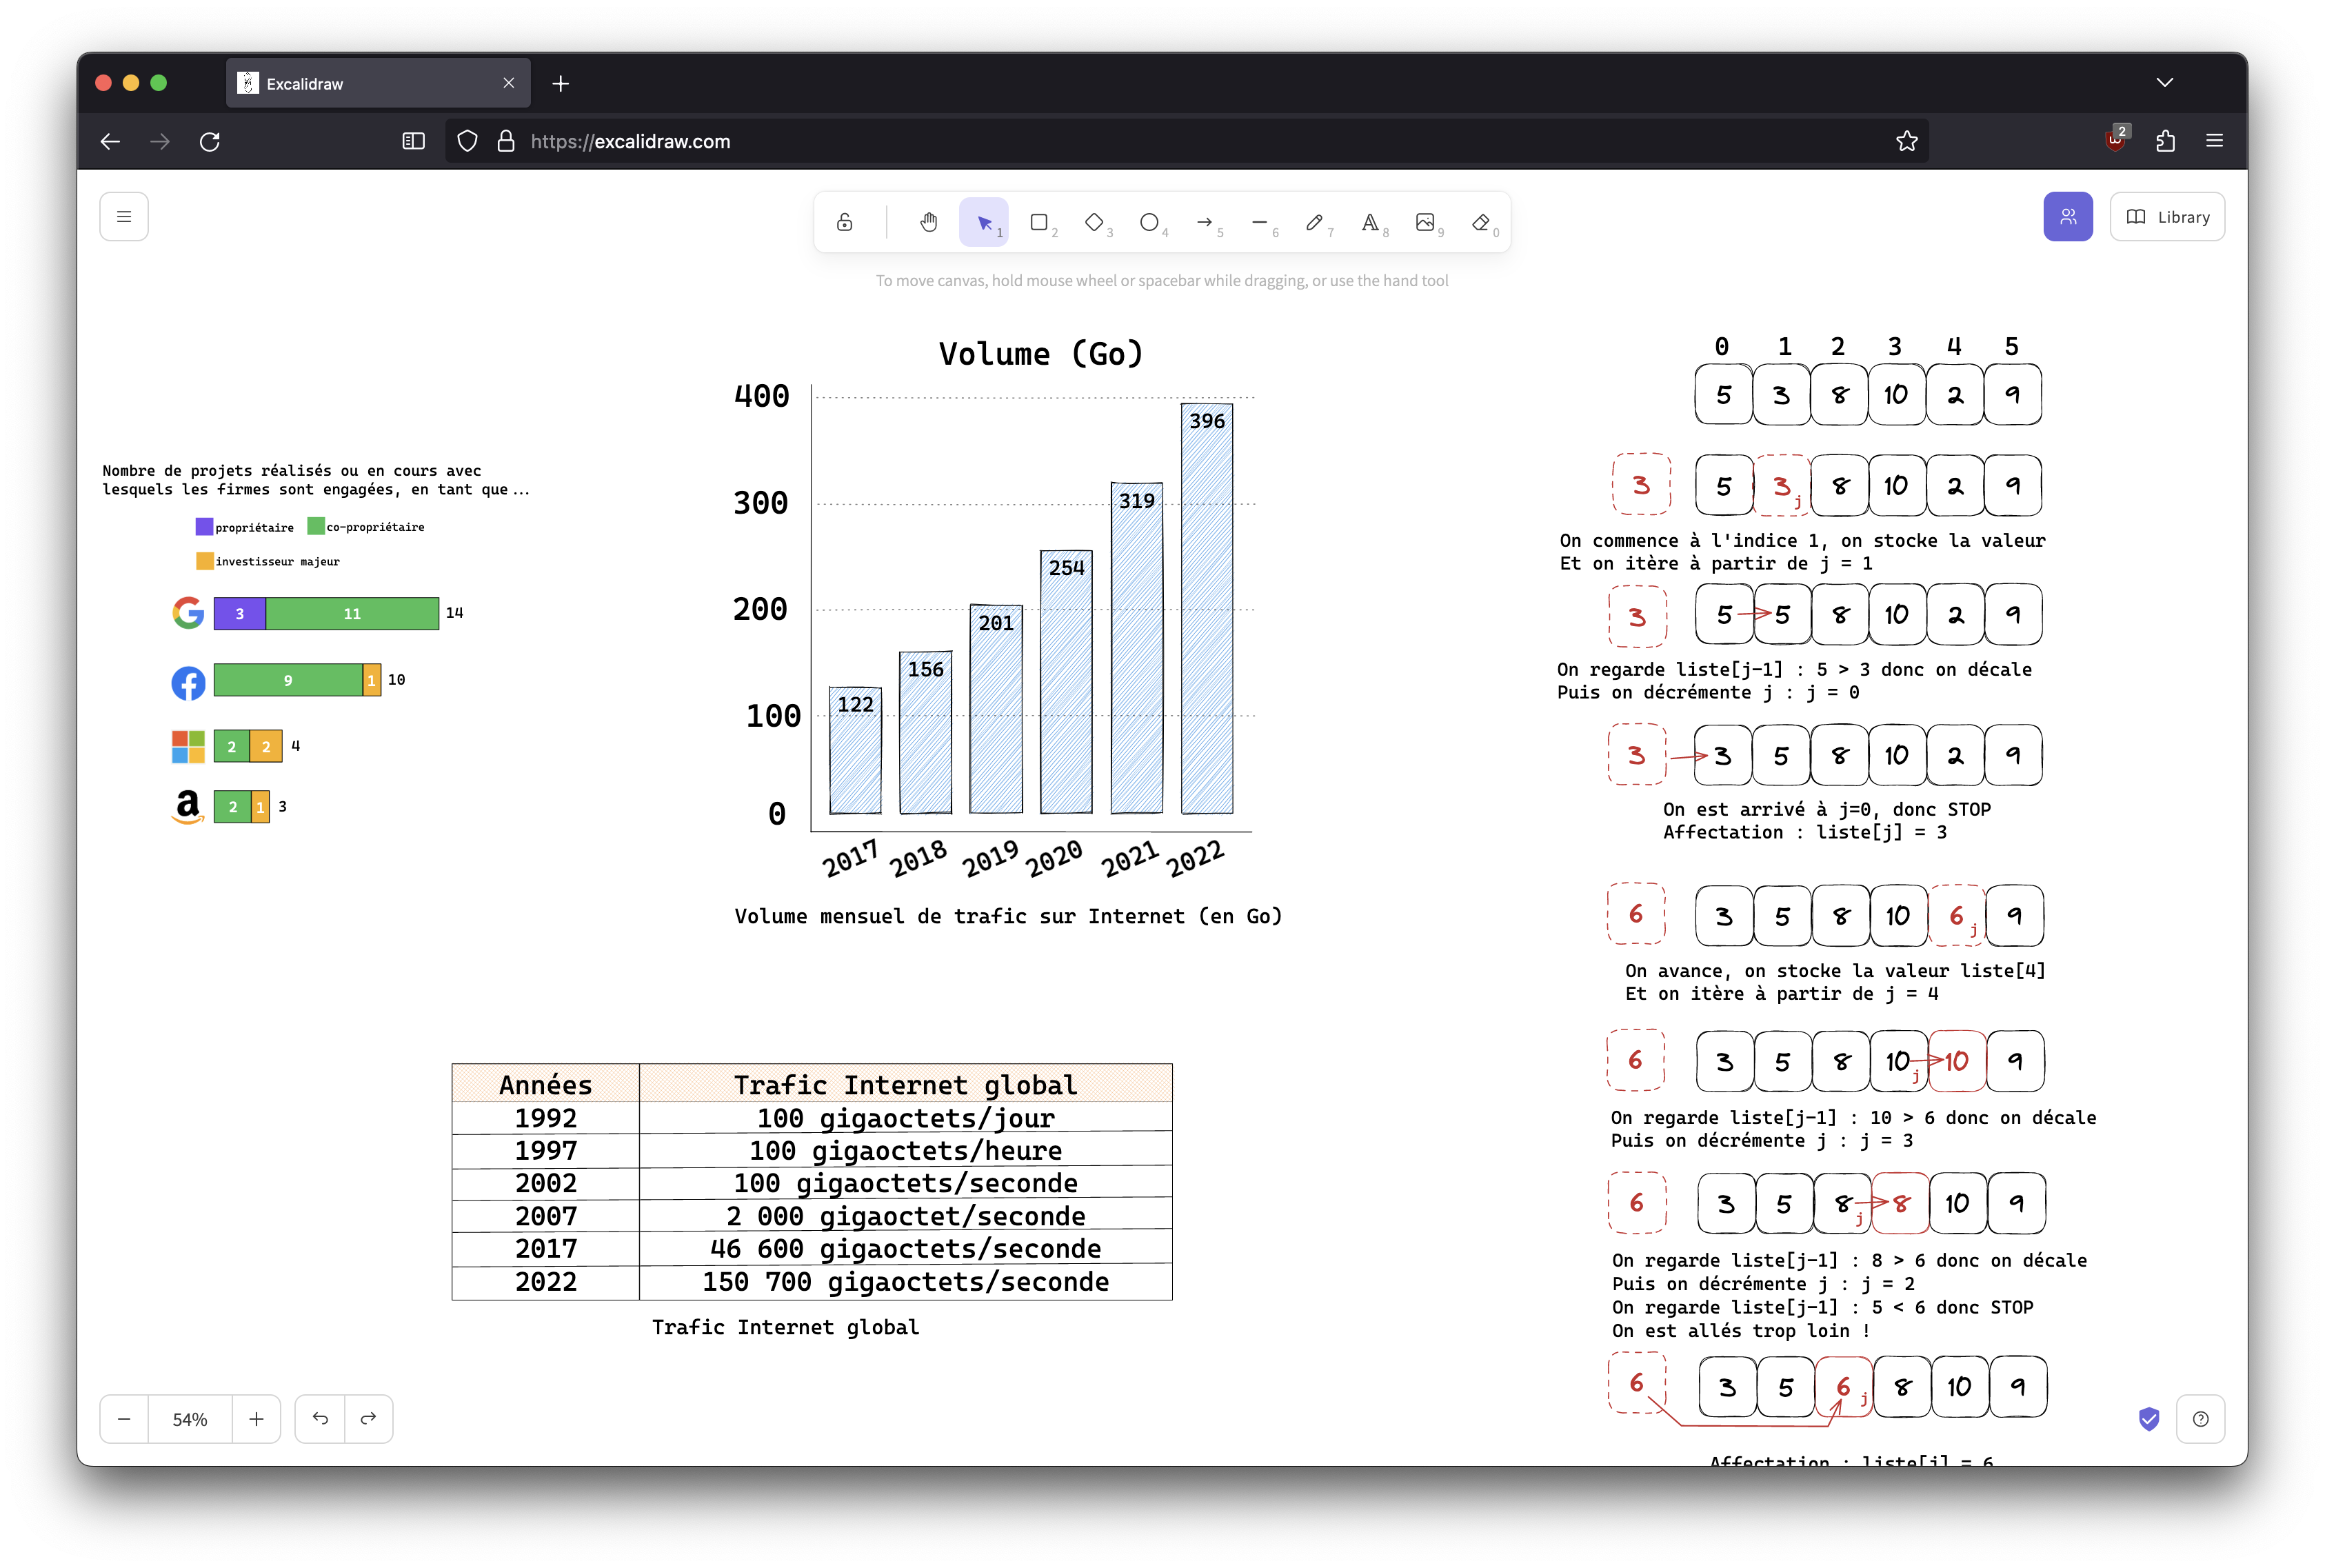 Excalidraw
https://excalidraw.com
2
1 2 3 4 5 6 7 8 9 0
Library
To move canvas, hold mouse wheel or spacebar while dragging, or use the hand tool
Nombre de projets réalisés ou en cours avec
lesquels les firmes sont engagées, en tant que...
propriétaire co-propriétaire
investisseur majeur
3 11 14
9 1 10
2 2 4
a 2 1 3
Volume (Go)
400
300
200
100
0
122 156 201 254 319 396
2017 2018 2019 2020 2021 2022
Volume mensuel de trafic sur Internet (en Go)
Années Trafic Internet global
1992 100 gigaoctets/jour
1997 100 gigaoctets/heure
2002 100 gigaoctets/seconde
2007 2 000 gigaoctet/seconde
2017 46 600 gigaoctets/seconde
2022 150 700 gigaoctets/seconde
Trafic Internet global
0 1 2 3 4 5
5 3 8 10 2 9
3 5 3 j 8 10 2 9
On commence à l'indice 1, on stocke la valeur
Et on itère à partir de j = 1
3 5 5 8 10 2 9
On regarde liste[j-1] : 5 > 3 donc on décale
Puis on décrémente j : j = 0
3 3 5 8 10 2 9
On est arrivé à j=0, donc STOP
Affectation : liste[j] = 3
6 3 5 8 10 6 j 9
On avance, on stocke la valeur liste[4]
Et on itère à partir de j = 4
6 3 5 8 10 j 10 9
On regarde liste[j-1] : 10 > 6 donc on décale
Puis on décrémente j : j = 3
6 3 5 8 j 8 10 9
On regarde liste[j-1] : 8 > 6 donc on décale
Puis on décrémente j : j = 2
On regarde liste[j-1] : 5 < 6 donc STOP
On est allés trop loin !
6 3 5 6 j 8 10 9
Affectation : liste[j] = 6
54%